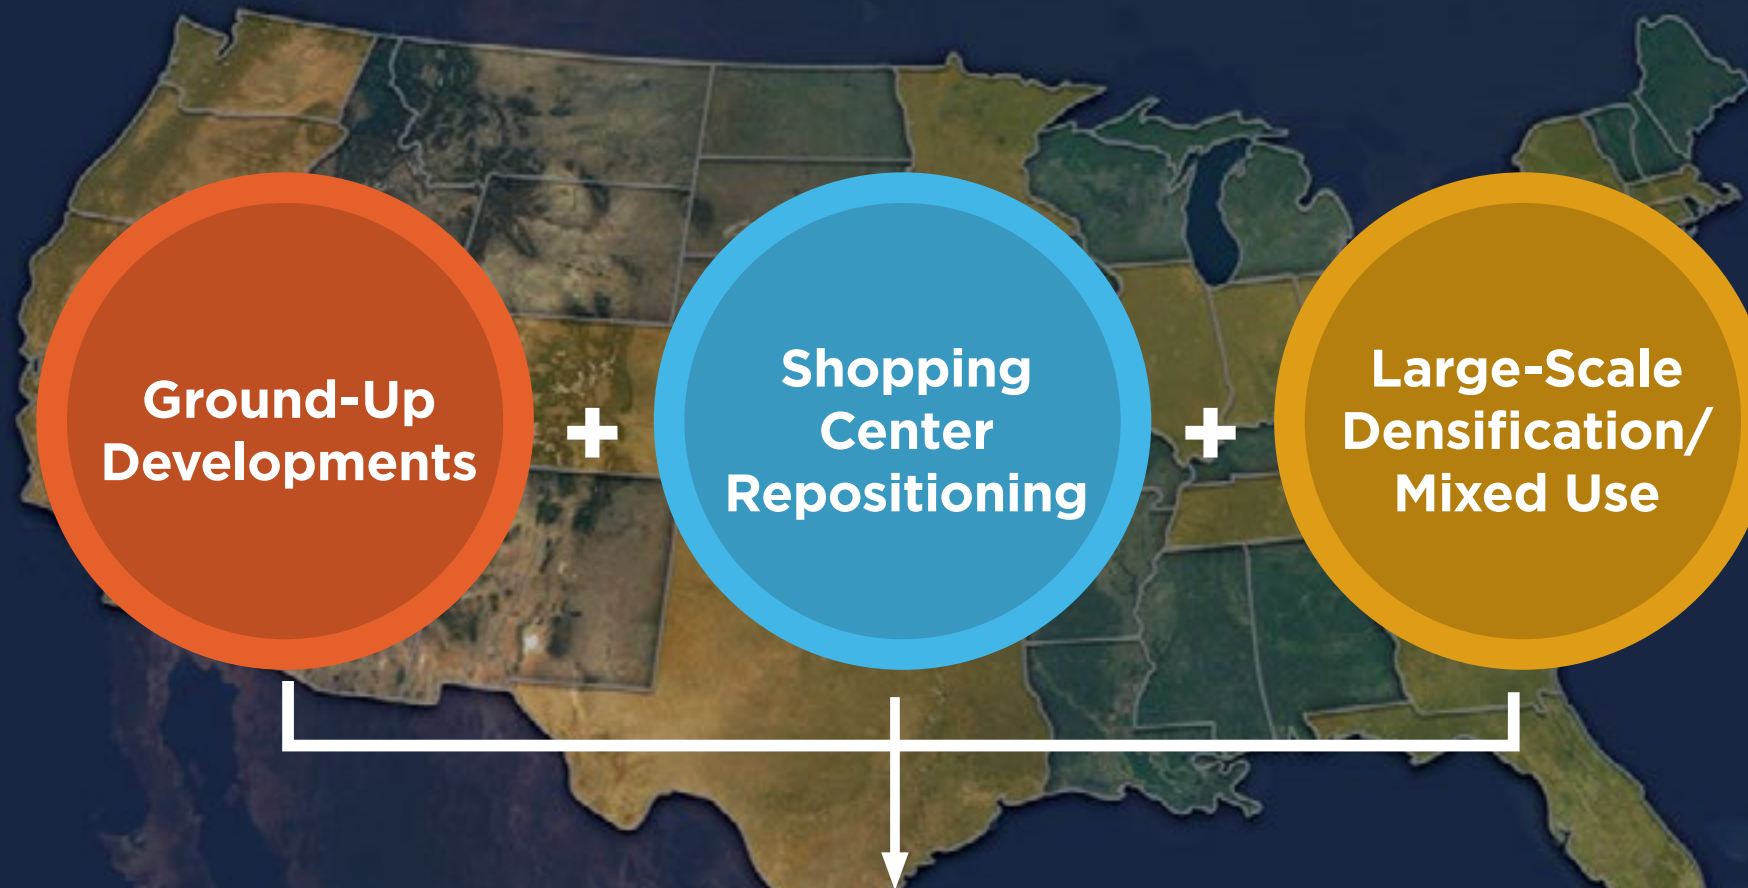 Ground-Up
Developments
+
Shopping
Center
Repositioning
+
Large-Scale
Densification/
Mixed Use